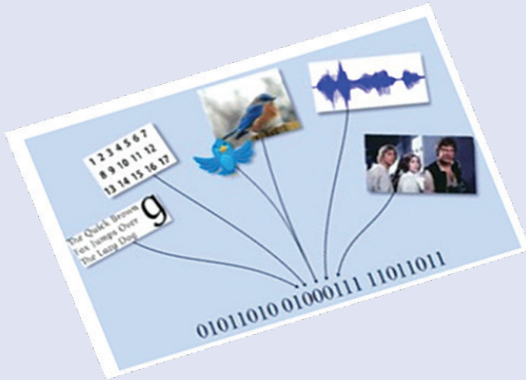 1 2 3 4 5 6 7
8 9 10 11 12
13 14 15 16 17
The Quick Brown
Fox Jumps Over
The Lazy Dog
g
01011010 01000111 11011011